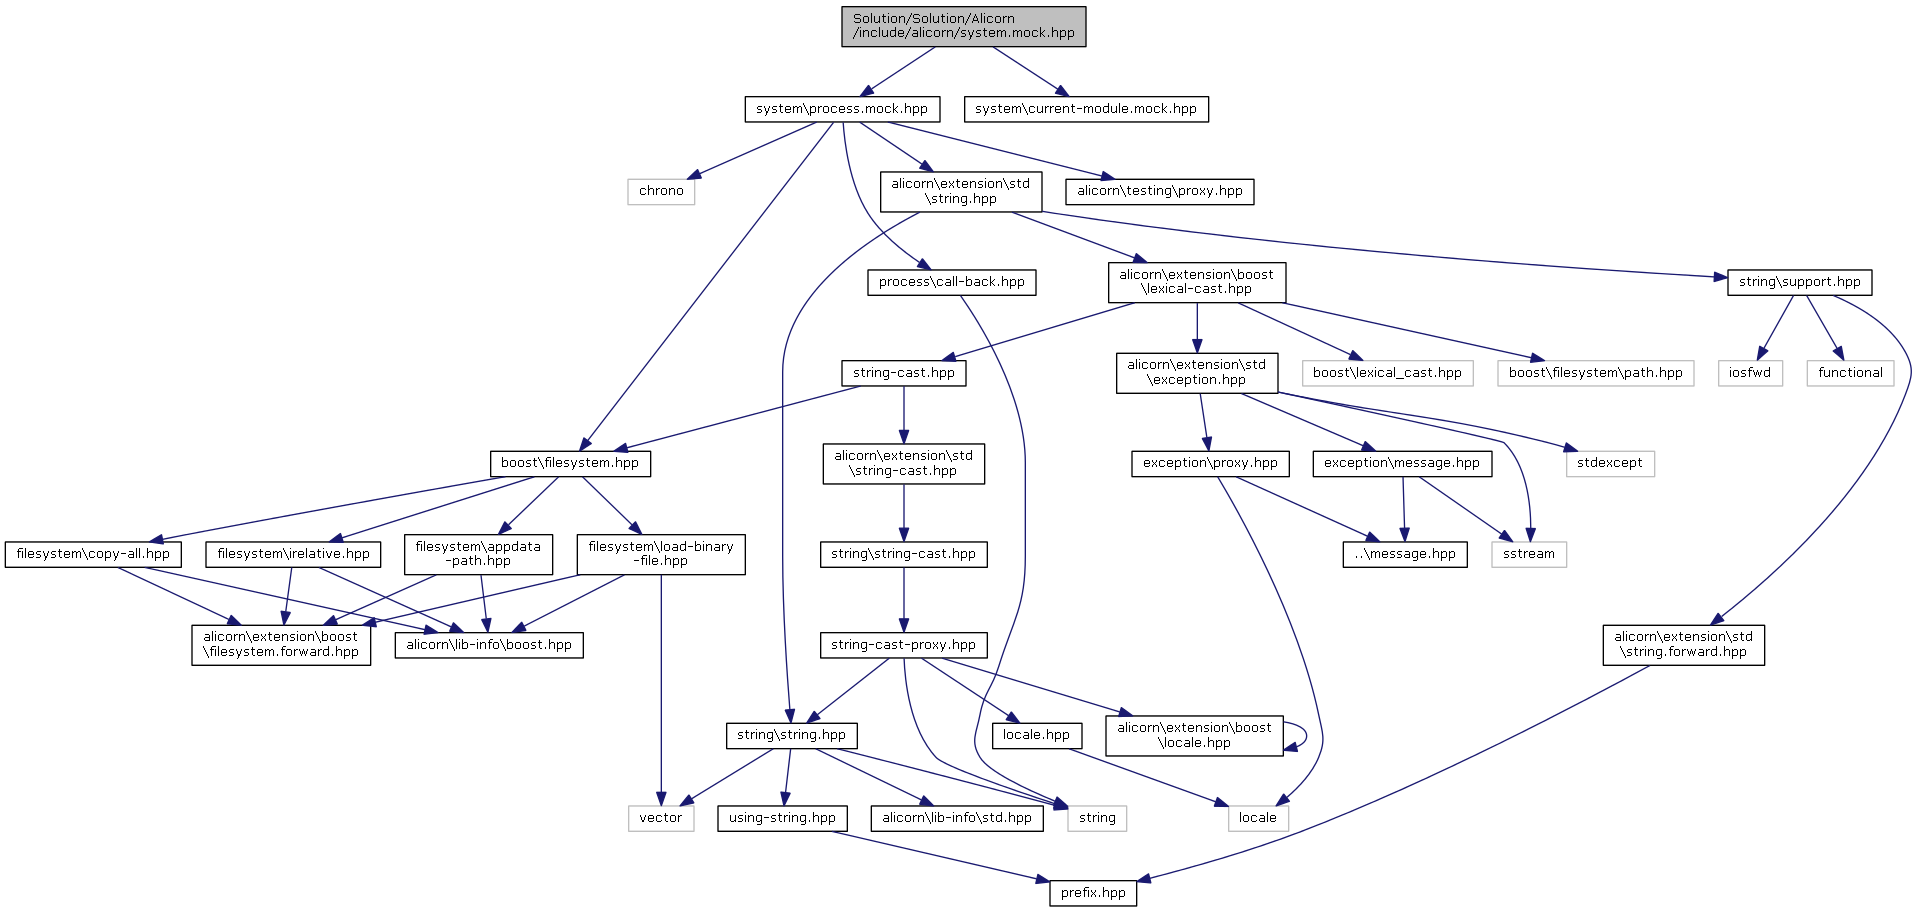 Solution/Solution/Alicorn
/include/alicorn/system.mock.hpp
system\process.mock.hpp
system\current-module.mock.hpp
chrono
alicorn\extension\std
\string.hpp
alicorn\testing\proxy.hpp
process\call-back.hpp
alicorn\extension\boost
\lexical-cast.hpp
string\support.hpp
string-cast.hpp
alicorn\extension\std
\exception.hpp
boost\lexical_cast.hpp
boost\filesystem\path.hpp
iosfwd
functional
boost\filesystem.hpp
alicorn\extension\std
\string-cast.hpp
exception\proxy.hpp
exception\message.hpp
stdexcept
filesystem\copy-all.hpp
filesystem\irelative.hpp
filesystem\appdata
-path.hpp
filesystem\load-binary
-file.hpp
string\string-cast.hpp
..\message.hpp
sstream
alicorn\extension\boost
\filesystem.forward.hpp
alicorn\lib-info\boost.hpp
string-cast-proxy.hpp
alicorn\extension\std
\string.forward.hpp
string\string.hpp
locale.hpp
alicorn\extension\boost
\locale.hpp
vector
using-string.hpp
alicorn\lib-info\std.hpp
string
locale
prefix.hpp